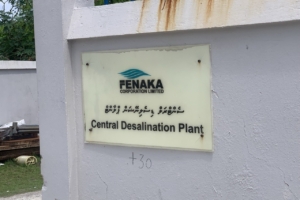 FENAKA
CORPORATION LIMITED
ސެންޓްރަލް ޑިސެލިނޭޝަން ޕްލާންޓް
Central Desalination Plant
+30